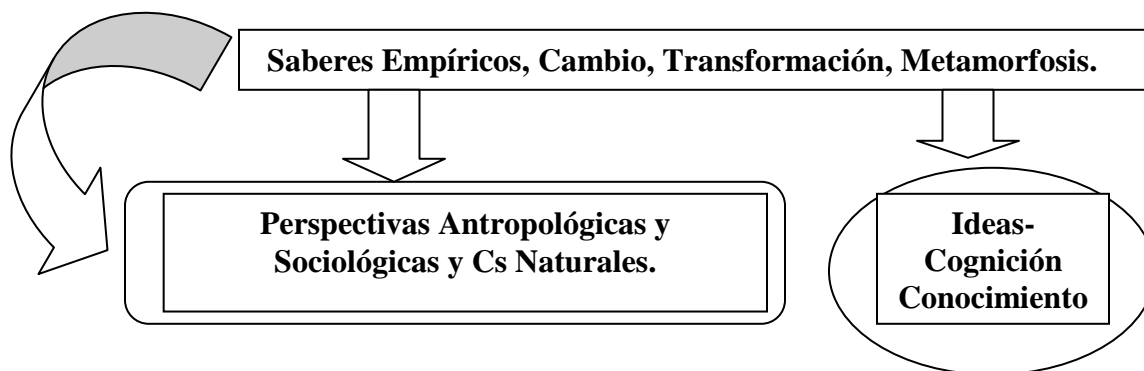 Saberes Empíricos, Cambio, Transformación, Metamorfosis.
Perspectivas Antropológicas y
Sociológicas y Cs Naturales.
Ideas-
Cognición
Conocimiento